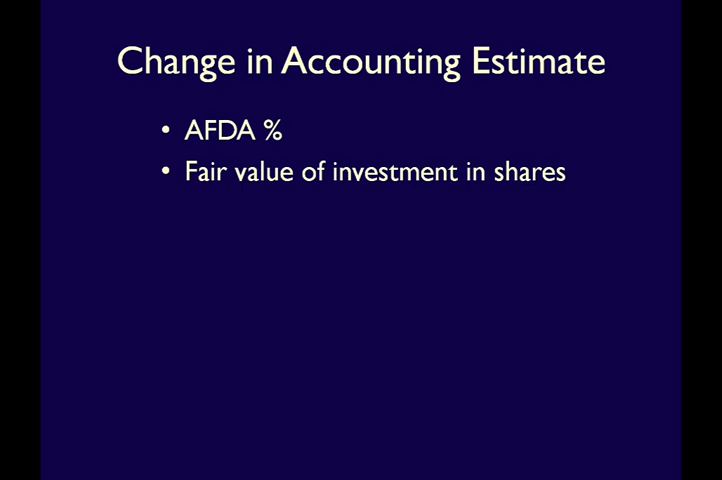 Change in Accounting Estimate
• AFDA %
• Fair value of investment in shares